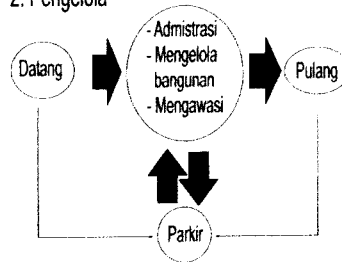 2. Pengelola
- Admistrasi
- Mengelola
bangunan
- Mengawasi
Datang
Pulang
Parkir